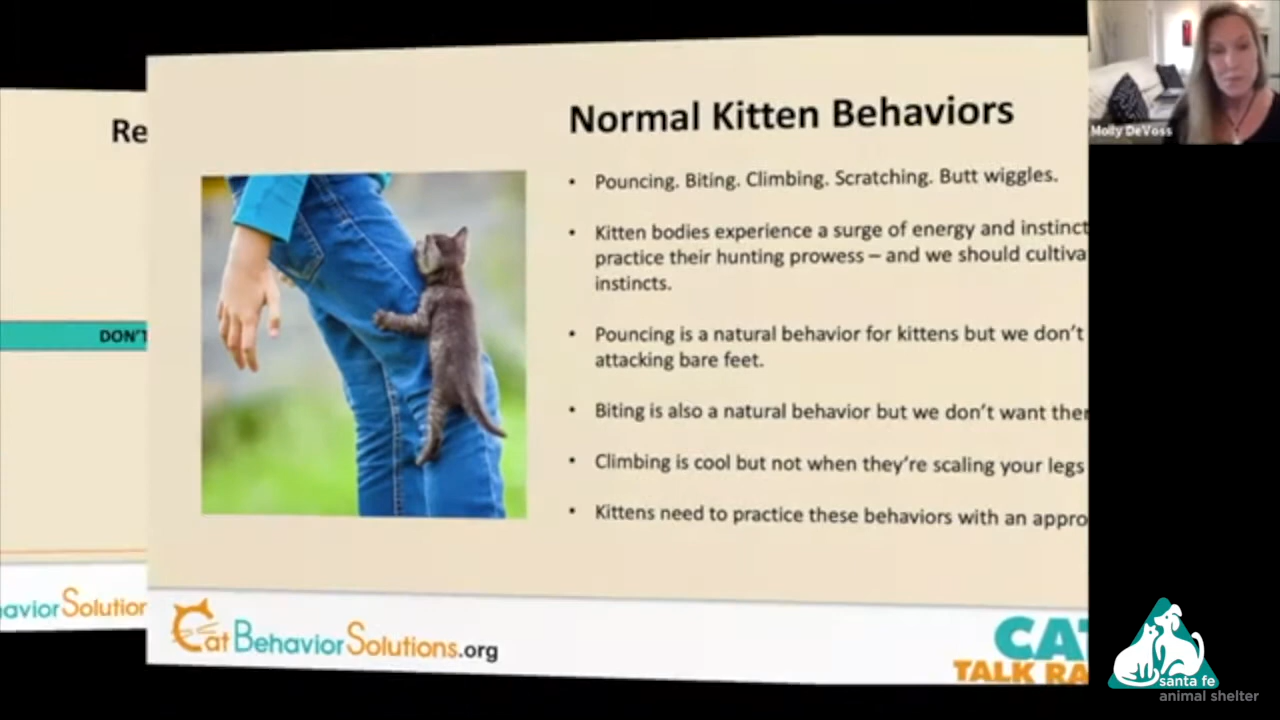 Re
DON'T
avior Solution
Normal Kitten Behaviors
• Pouncing. Biting. Climbing. Scratching. Butt wiggles.
• Kitten bodies experience a surge of energy and instinct
practice their hunting prowess – and we should cultiva
instincts.
• Pouncing is a natural behavior for kittens but we don't
attacking bare feet.
• Biting is also a natural behavior but we don't want the
• Climbing is cool but not when they're scaling your legs
• Kittens need to practice these behaviors with an appro
Cat Behavior Solutions.org
CAT
TALK RA
Molly DeVoss
santa fe
animal shelter